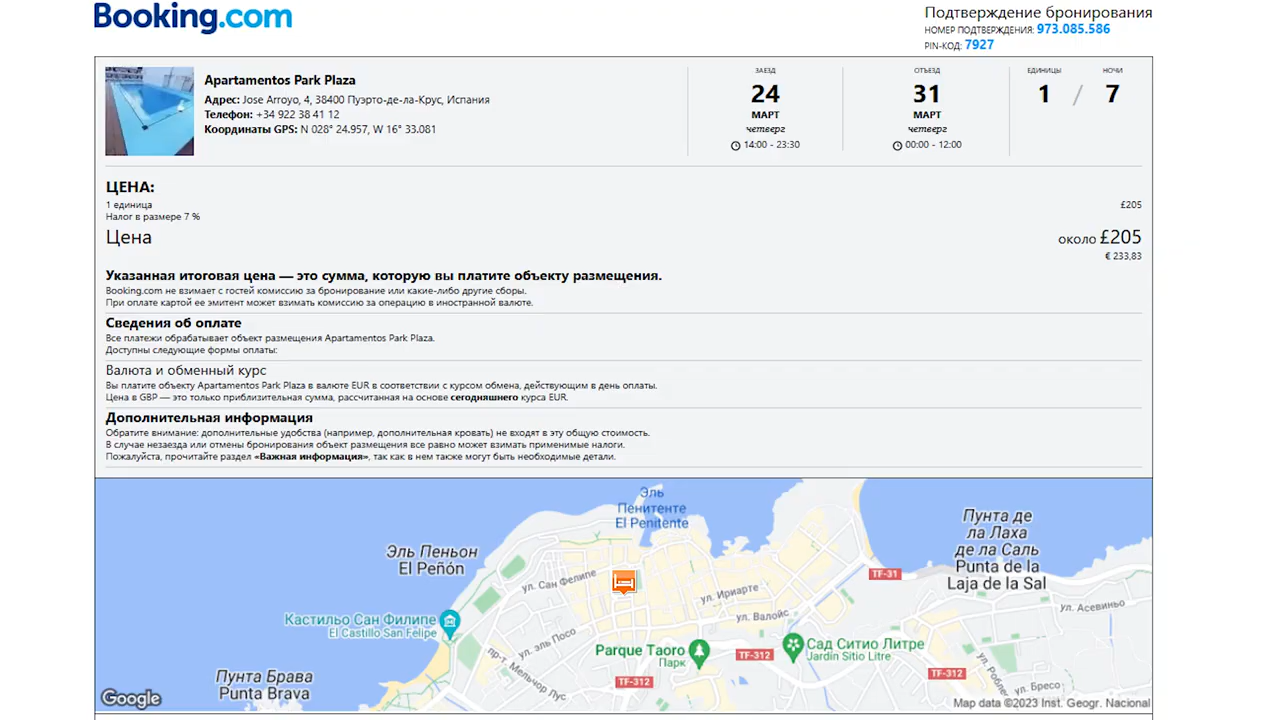 Booking.com
Подтверждение бронирования
НОМЕР ПОДТВЕРЖДЕНИЯ: 973.085.586
PIN-КОД: 7927
Apartamentos Park Plaza
Адрес: Jose Arroyo, 4, 38400 Пуэрто-де-ла-Крус, Испания
Телефон: +34 922 38 41 12
Координаты GPS: N 028° 24.957, W 16° 33.081
ЗАЕЗД
24
МАРТ
четверг
14:00 - 23:30
ОТЪЕЗД
31
МАРТ
четверг
00:00 - 12:00
ЕДИНИЦЫ НОЧИ
1 / 7
ЦЕНА:
1 единица £205
Налог в размере 7 %
Цена около £205
€ 233,83
Указанная итоговая цена — это сумма, которую вы платите объекту размещения.
Booking.com не взимает с гостей комиссию за бронирование или какие-либо другие сборы.
При оплате картой ее эмитент может взимать комиссию за операцию в иностранной валюте.
Сведения об оплате
Все платежи обрабатывает объект размещения Apartamentos Park Plaza.
Доступны следующие формы оплаты:
Валюта и обменный курс
Вы платите объекту Apartamentos Park Plaza в валюте EUR в соответствии с курсом обмена, действующим в день оплаты.
Цена в GBP — это только приблизительная сумма, рассчитанная на основе сегодняшнего курса EUR.
Дополнительная информация
Обратите внимание: дополнительные удобства (например, дополнительная кровать) не входят в эту общую стоимость.
В случае незаезда или отмены бронирования объект размещения все равно может взимать применимые налоги.
Пожалуйста, прочитайте раздел «Важная информация», так как в нем также могут быть необходимые детали.
Эль
Пенитенте
El Penitente
Пунта де
ла Лаха
де ла Саль
Punta de la
Laja de la Sal
Эль Пеньон
El Peñón
TF-31
ул. Сан Фелипе
ул. Ириарте
ул. Асевиньо
ул. Валойс
Кастильо Сан Филипе
El Castillo San Felipe
ул. эль Посо
Parque Taoro
Парк
TF-312
Сад Ситио Литре
Jardín Sitio Litre
пр-т. Мельчор Лус
TF-312
TF-312
ул. Робле
ул. Бресо
Пунта Брава
Punta Brava
Google
Map data ©2023 Inst. Geogr. Nacional